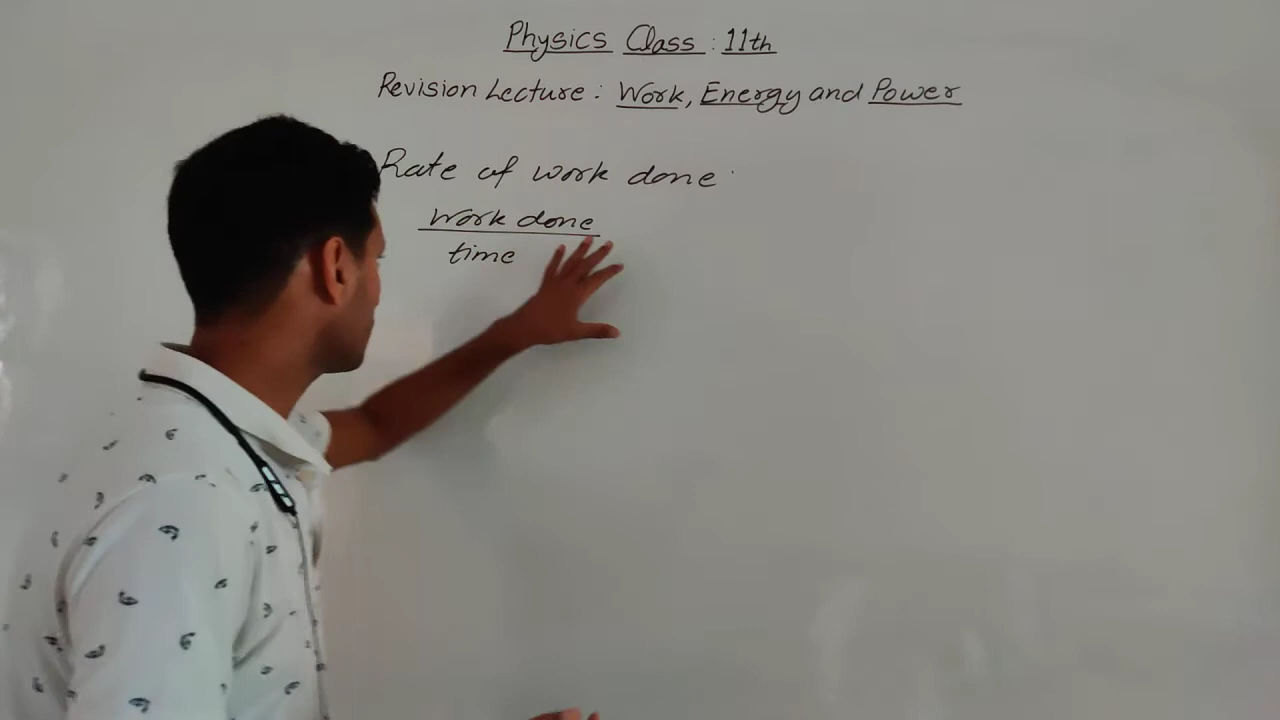 Physics Class : 11th
Revision Lecture : Work, Energy and Power
Rate of work done
Work done
time